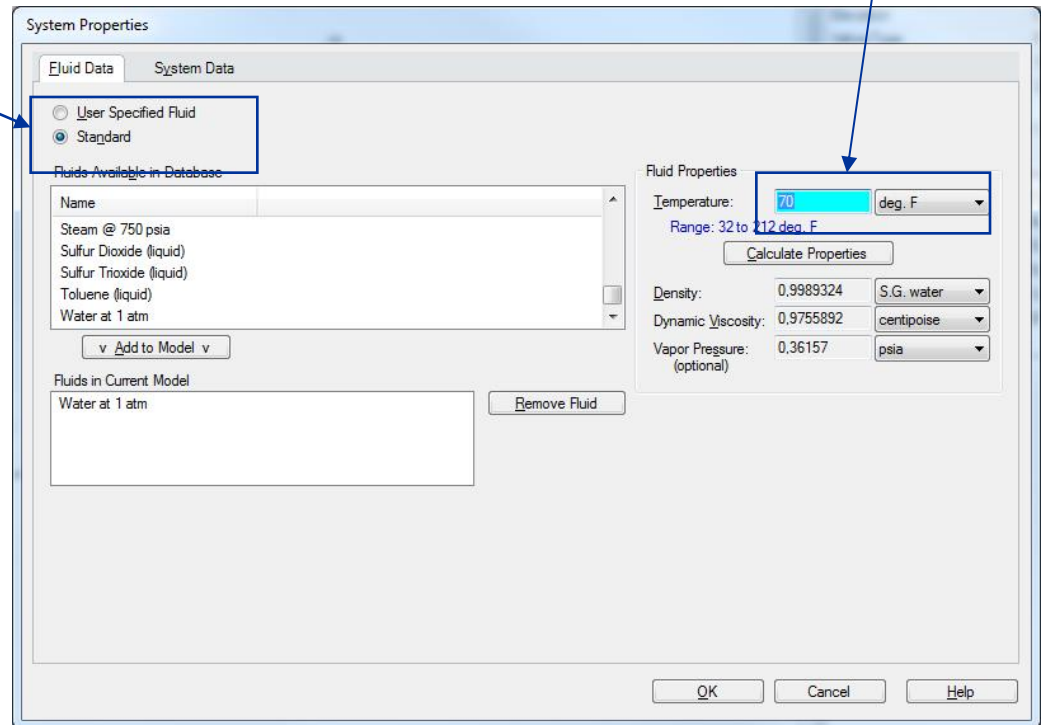 System Properties
Fluid Data System Data
User Specified Fluid
Standard
Fluids Available in Database
Name
Steam @ 750 psia
Sulfur Dioxide (liquid)
Sulfur Trioxide (liquid)
Toluene (liquid)
Water at 1 atm
v Add to Model v
Fluids in Current Model
Water at 1 atm
Remove Fluid
Fluid Properties
Temperature: 70 deg. F
Range: 32 to 212 deg. F
Calculate Properties
Density: 0,9989324 S.G. water
Dynamic Viscosity: 0,9755892 centipoise
Vapor Pressure: 0,36157 psia
(optional)
OK Cancel Help